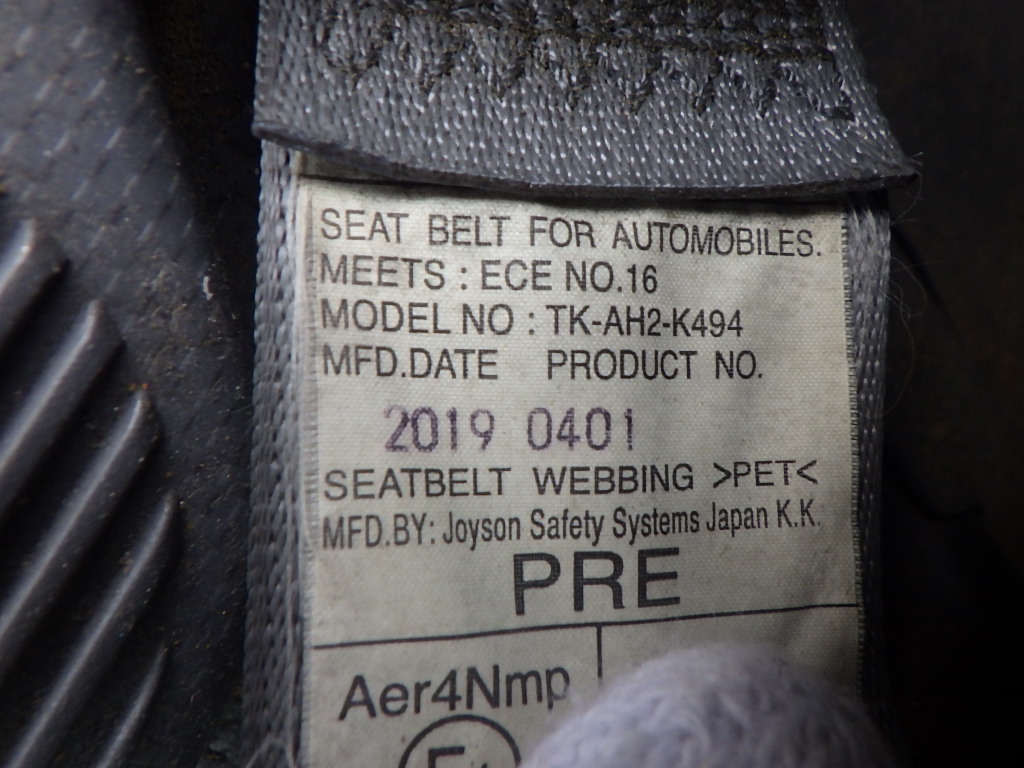 SEAT BELT FOR AUTOMOBILES.
MEETS : ECE NO.16
MODEL NO : TK-AH2-K494
MFD.DATE PRODUCT NO.
2019 0401
SEATBELT WEBBING >PET<
MFD.BY: Joyson Safety Systems Japan K.K.
PRE
Aer4Nmp